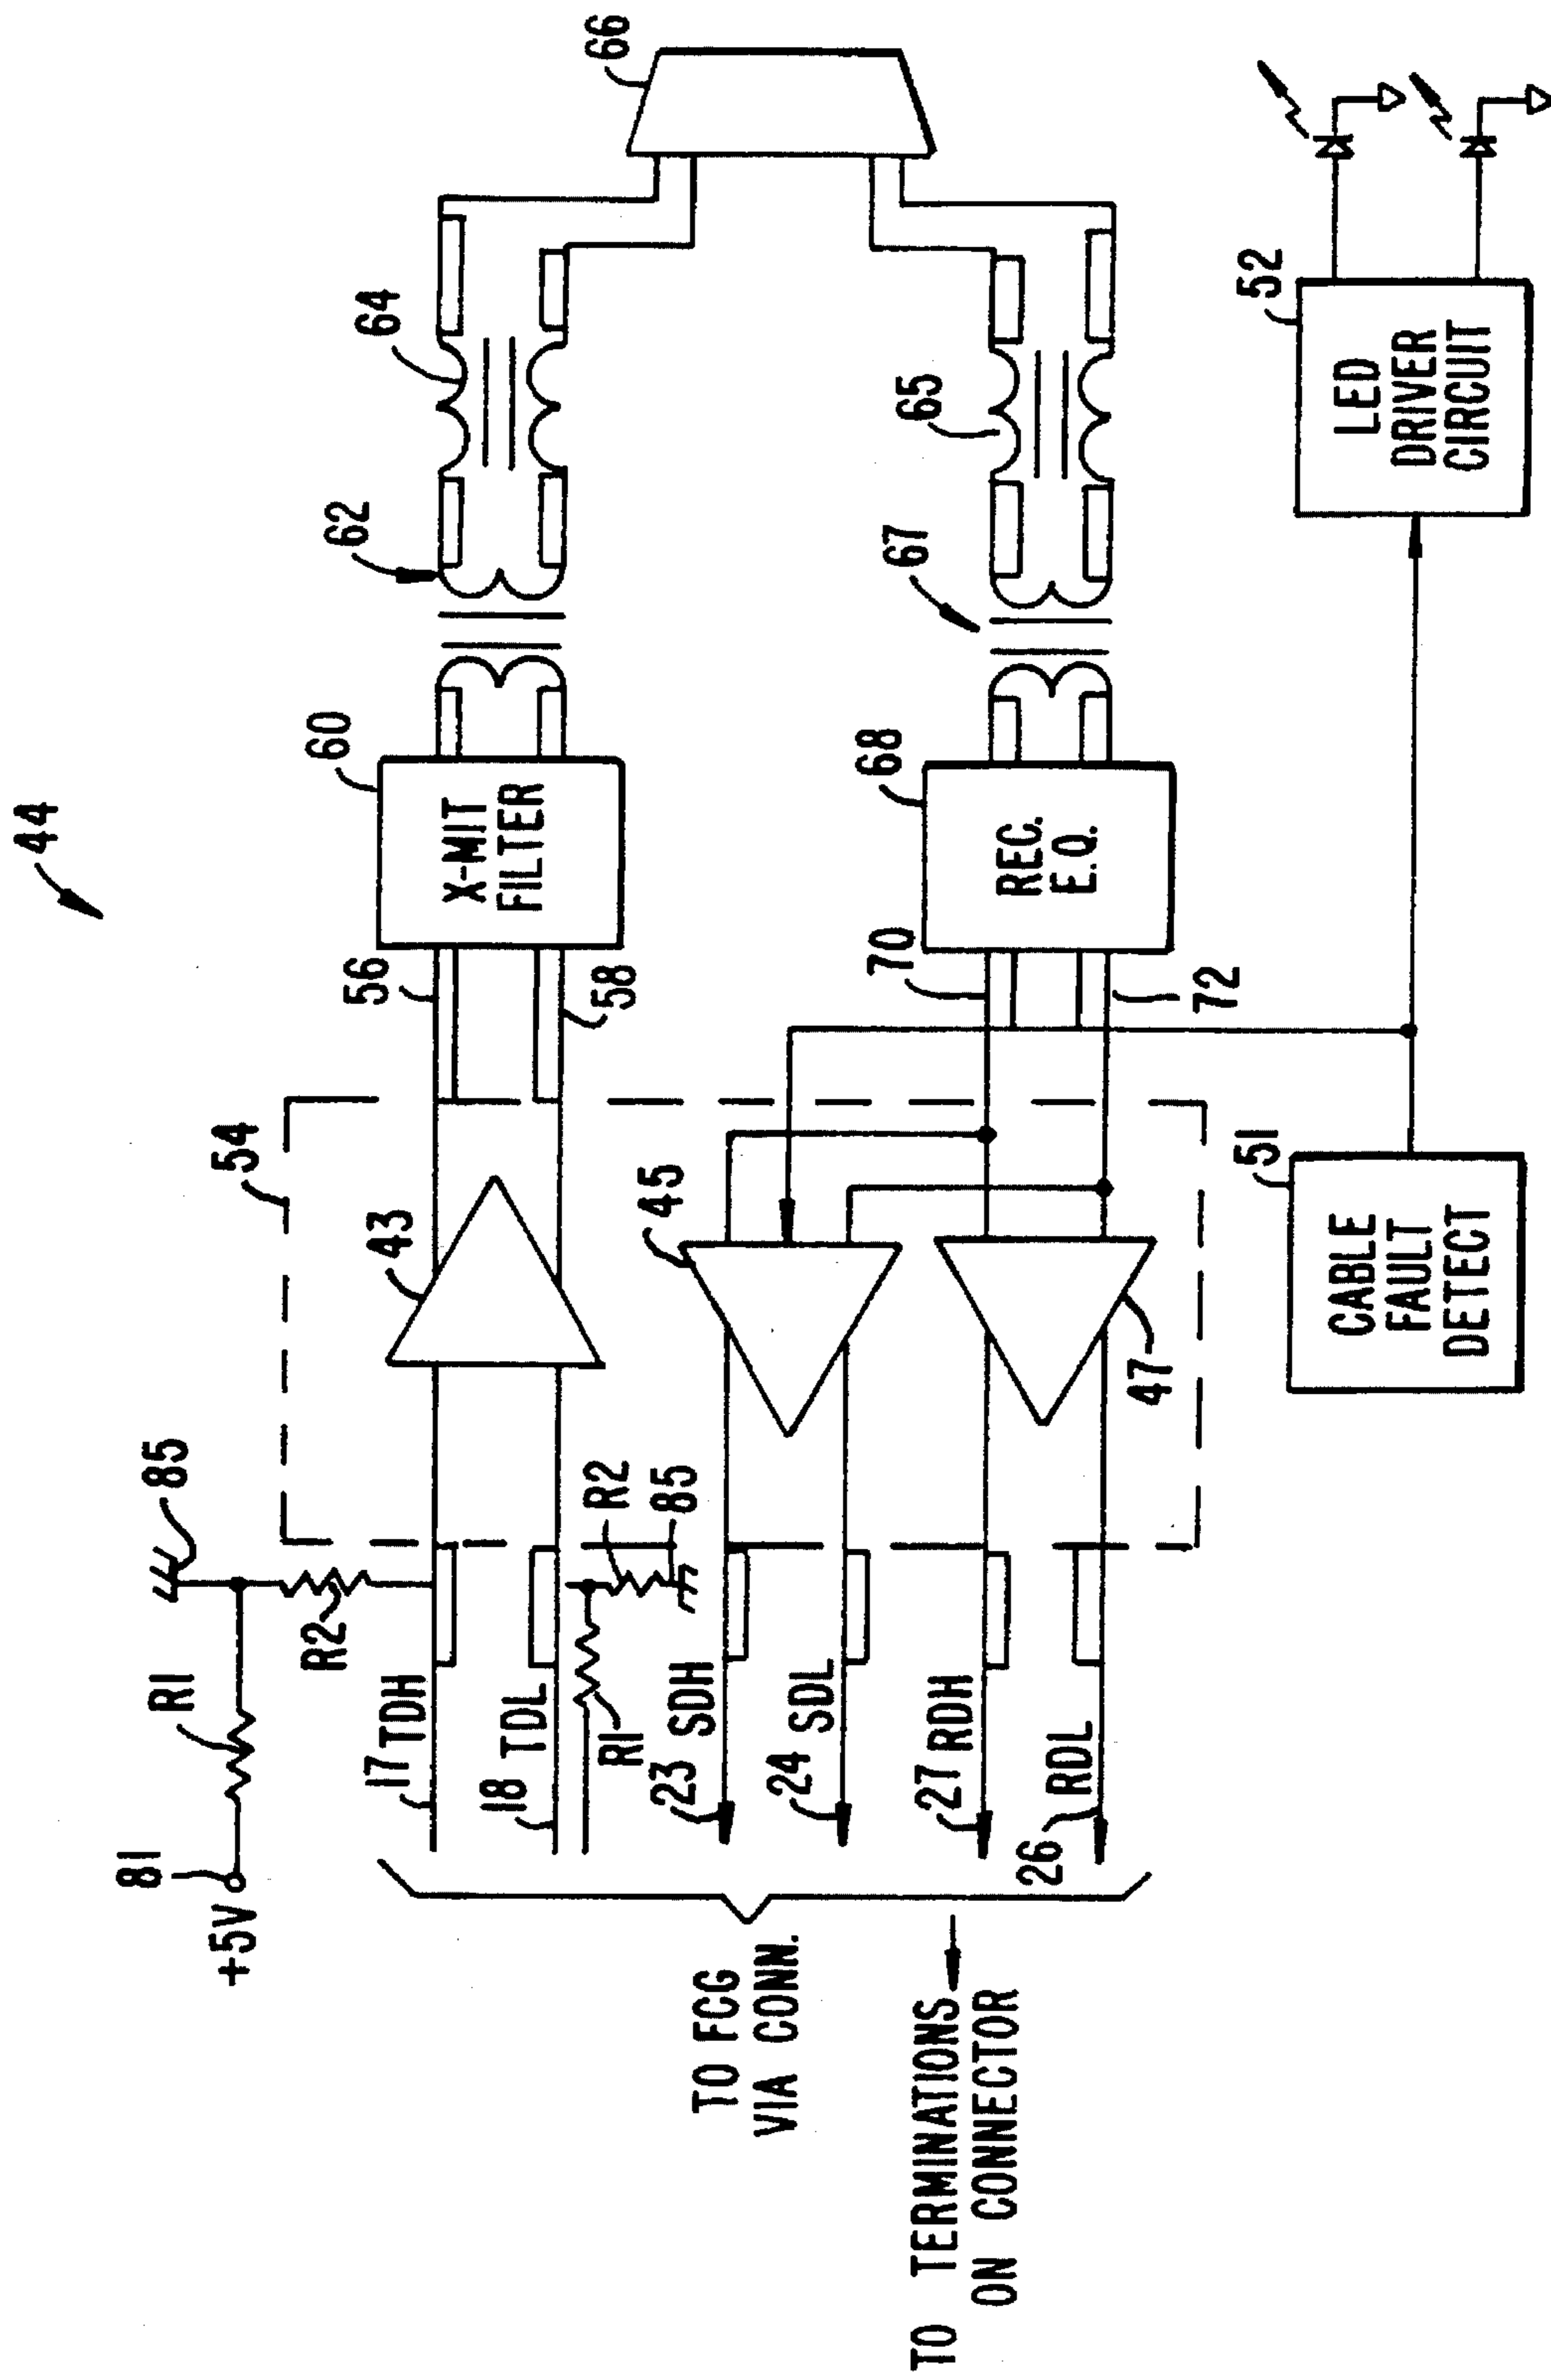 44
66
64
62
60
X-MIT
FILTER
56
58
54
43
85
R2
R1
81
+5V
17 TDH
18 TDL
R1
R2
85
65
67
68
REC.
E.Q.
70
72
45
47
23 SDH
24 SDL
27 RDH
26 RDL
TO FCG
VIA CONN.
TO TERMINATIONS
ON CONNECTOR
52
LED
DRIVER
CIRCUIT
51
CABLE
FAULT
DETECT